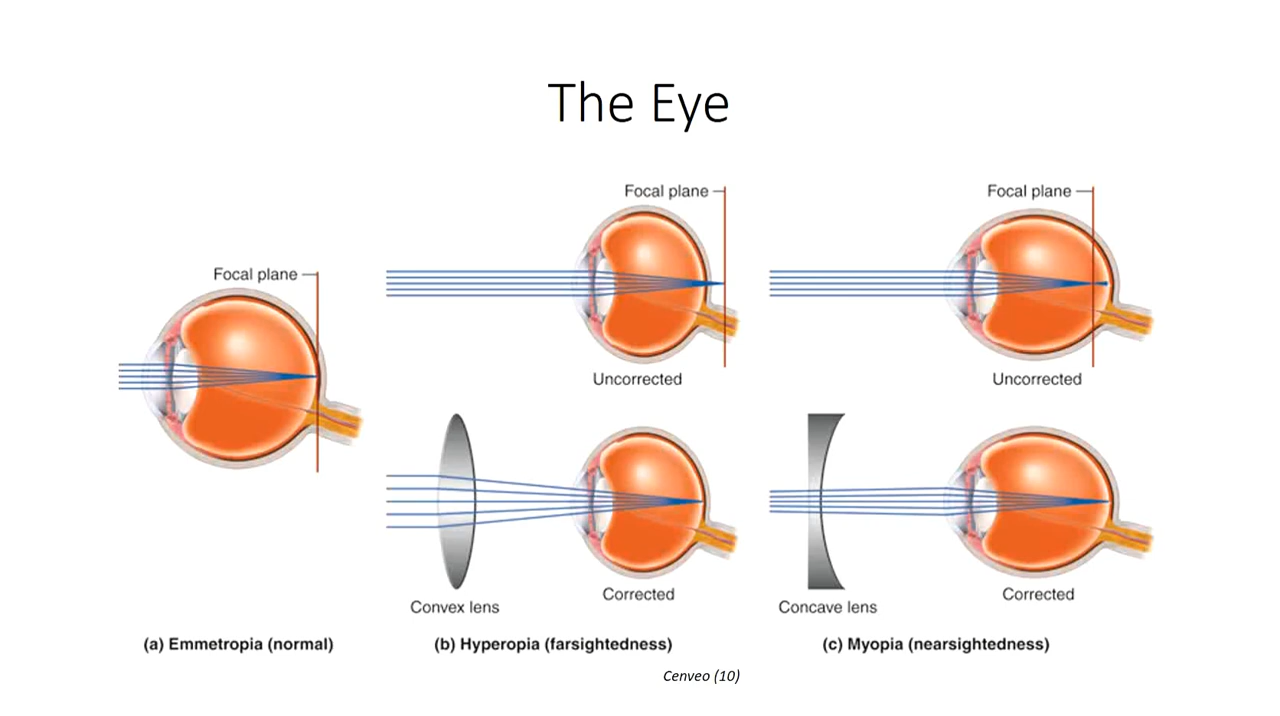 The Eye
Focal plane
(a) Emmetropia (normal)
Focal plane
Uncorrected
Convex lens
Corrected
(b) Hyperopia (farsightedness)
Focal plane
Uncorrected
Concave lens
Corrected
(c) Myopia (nearsightedness)
Cenveo (10)